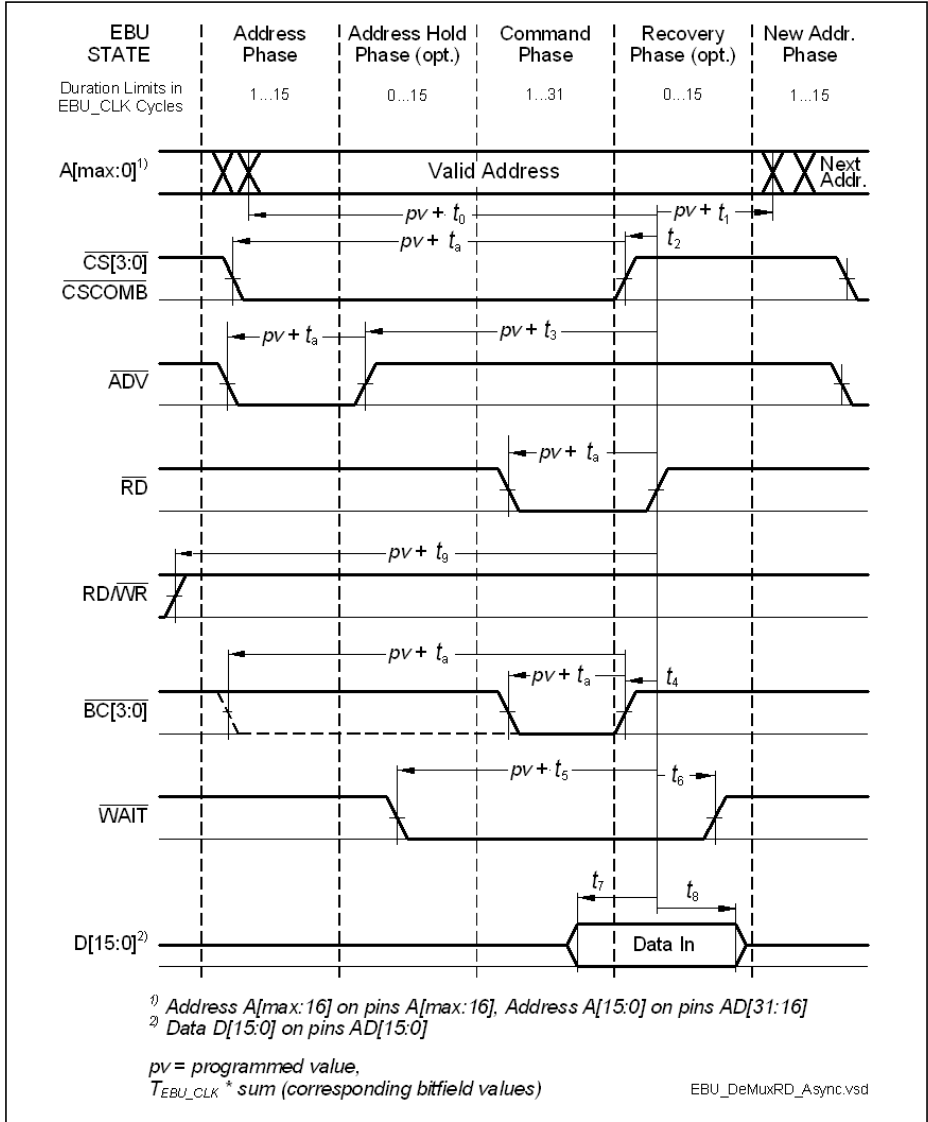 EBU STATE
Address Phase
Address Hold Phase (opt.)
Command Phase
Recovery Phase (opt.)
New Addr. Phase
Duration Limits in EBU_CLK Cycles
1...15
0...15
1...31
0...15
1...15
A[max:0]1)
Valid Address
Next Addr.
pv + t0
pv + t1
pv + ta
t2
CS[3:0]
CSCOMB
pv + ta
pv + t3
ADV
pv + ta
RD
pv + t9
RD/WR
pv + ta
pv + ta
t4
BC[3:0]
pv + t5
t6
WAIT
t7
t8
D[15:0]2)
Data In
1) Address A[max:16] on pins A[max:16], Address A[15:0] on pins AD[31:16]
2) Data D[15:0] on pins AD[15:0]
pv = programmed value,
TEBU_CLK * sum (corresponding bitfield values)
EBU_DeMuxRD_Async.vsd